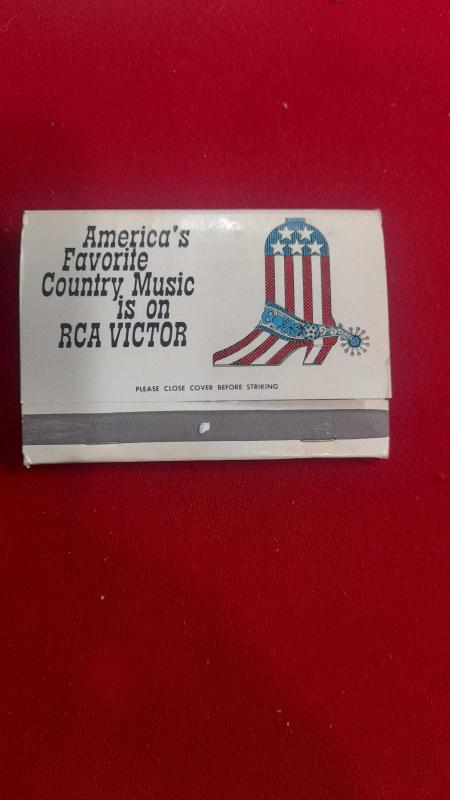 America's
Favorite
Country Music
is on
RCA VICTOR
PLEASE CLOSE COVER BEFORE STRIKING